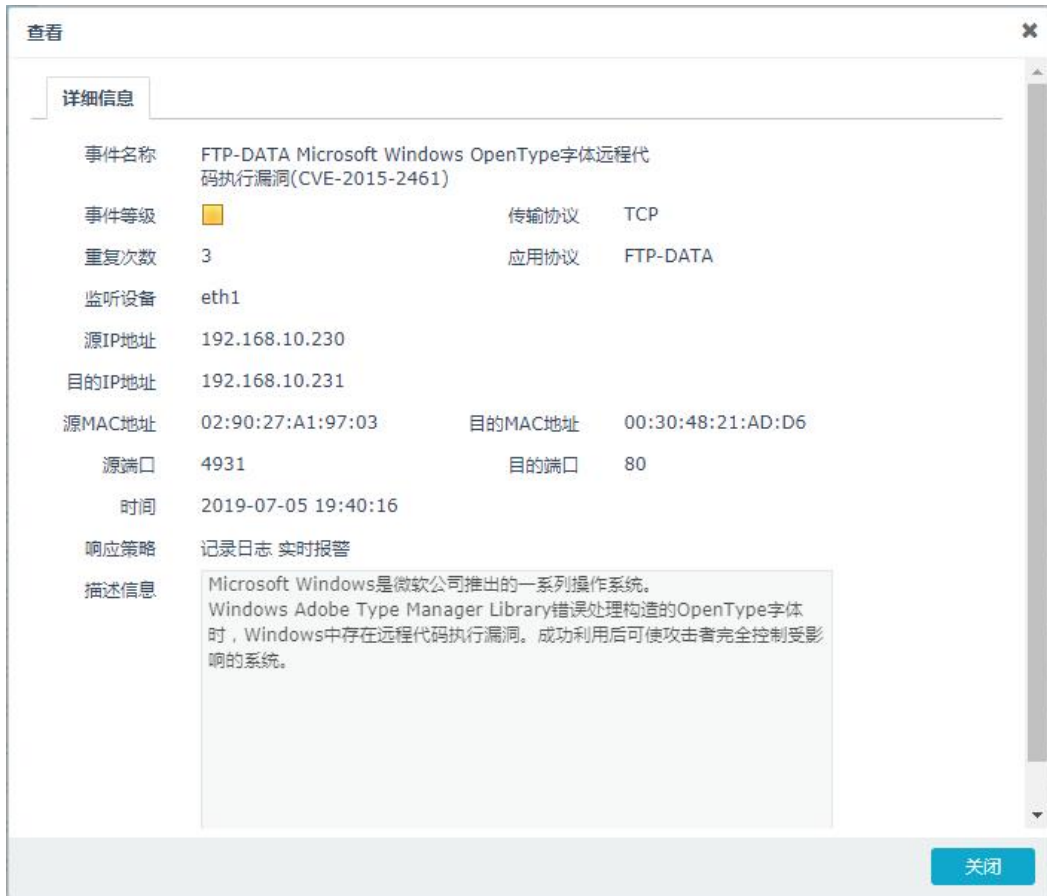 查看
详细信息
事件名称 FTP-DATA Microsoft Windows OpenType字体远程代
码执行漏洞(CVE-2015-2461)
事件等级 传输协议 TCP
重复次数 3 应用协议 FTP-DATA
监听设备 eth1
源IP地址 192.168.10.230
目的IP地址 192.168.10.231
源MAC地址 02:90:27:A1:97:03 目的MAC地址 00:30:48:21:AD:D6
源端口 4931 目的端口 80
时间 2019-07-05 19:40:16
响应策略 记录日志 实时报警
描述信息 Microsoft Windows是微软公司推出的一系列操作系统。
Windows Adobe Type Manager Library错误处理构造的OpenType字体
时，Windows中存在远程代码执行漏洞。成功利用后可使攻击者完全控制受影
响的系统。
关闭